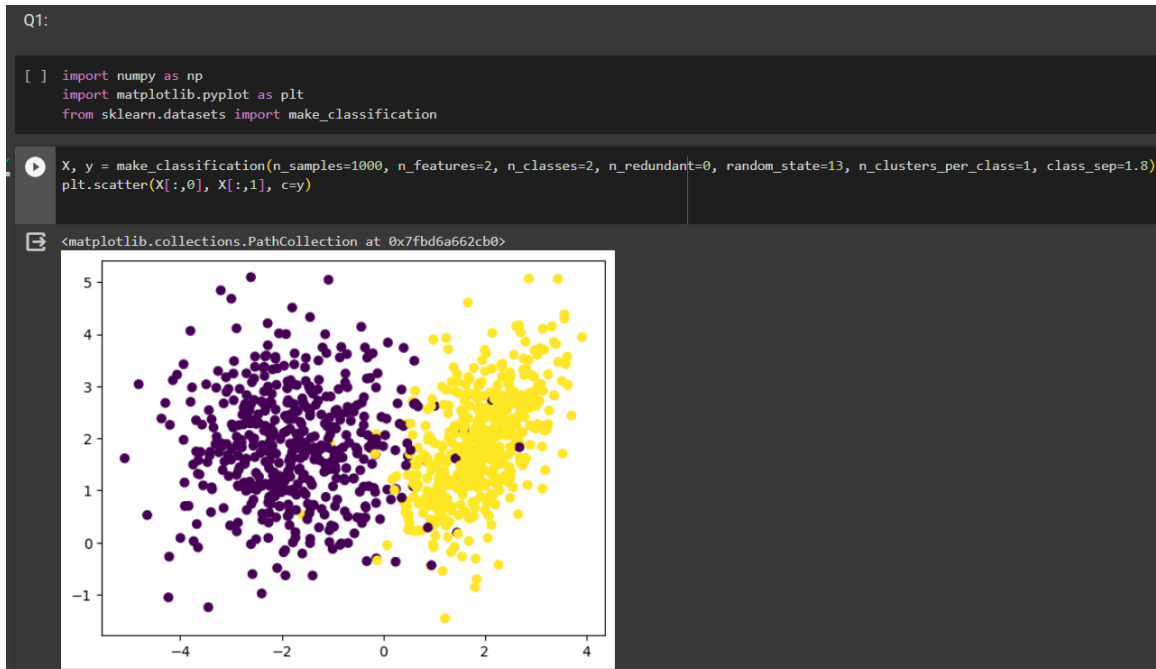 Q1:
[ ] import numpy as np
import matplotlib.pyplot as plt
from sklearn.datasets import make_classification
X, y = make_classification(n_samples=1000, n_features=2, n_classes=2, n_redundant=0, random_state=13, n_clusters_per_class=1, class_sep=1.8)
plt.scatter(X[:,0], X[:,1], c=y)
<matplotlib.collections.PathCollection at 0x7fbd6a662cb0>
5
4
3
2
1
0
−1
−4 −2 0 2 4